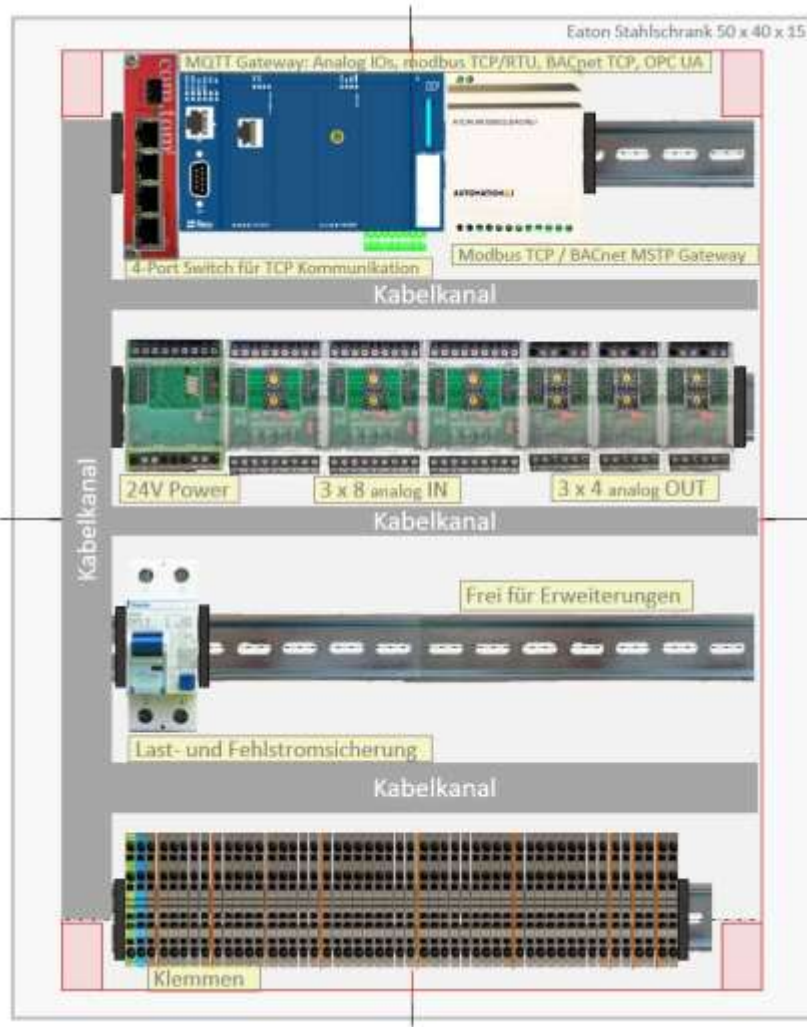 Eaton Stahlschrank 50 x 40 x 15
MQTT Gateway: Analog IOs, modbus TCP/RTU, BACnet TCP, OPC UA
com.tom
AUTOMATION
4-Port Switch für TCP Kommunikation
Modbus TCP / BACnet MSTP Gateway
Kabelkanal
24V Power
3 x 8 analog IN
3 x 4 analog OUT
Kabelkanal
Kabelkanal
Frei für Erweiterungen
Last- und Fehlstromsicherung
Kabelkanal
Klemmen